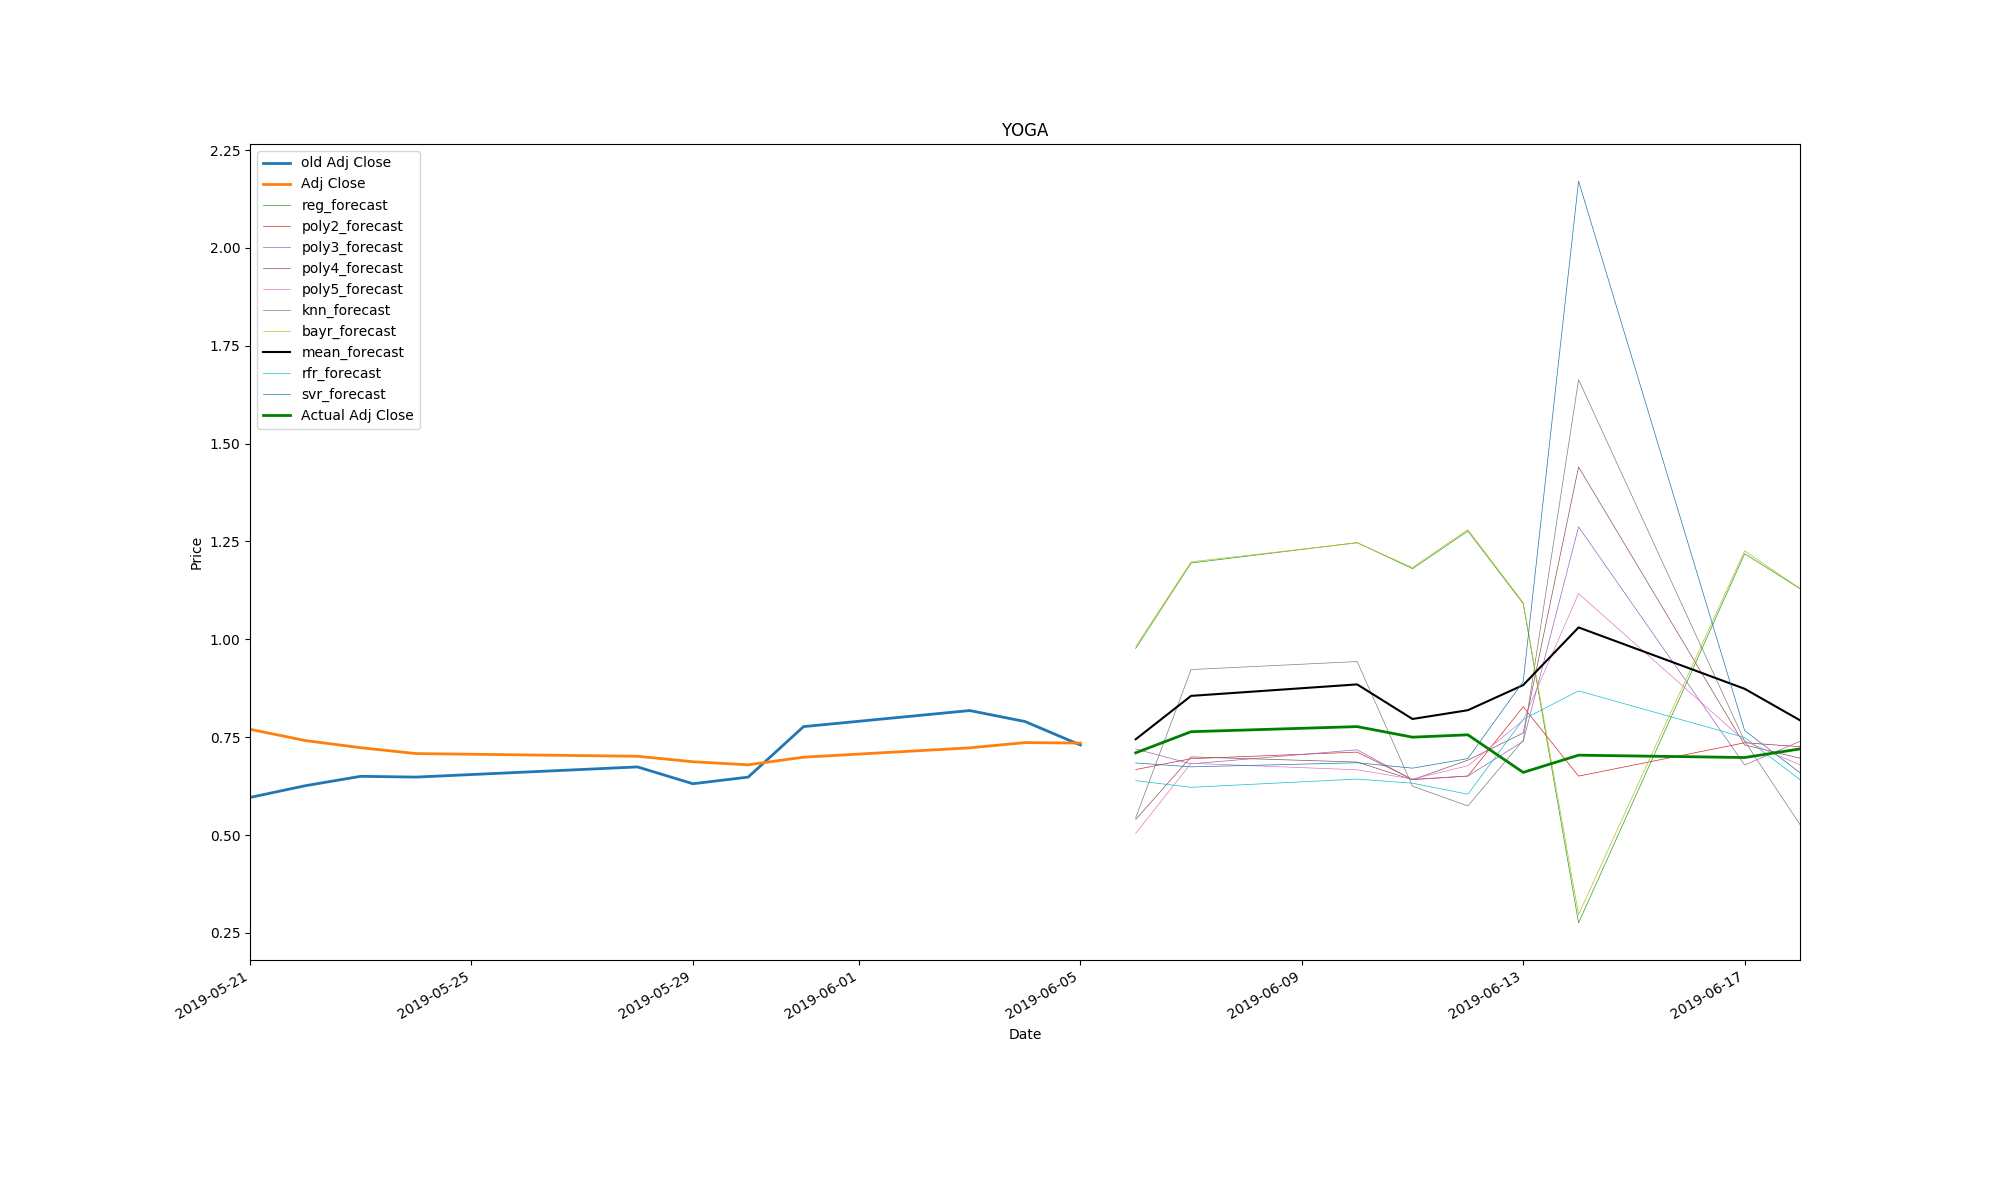 YOGA
2.25
2.00
1.75
1.50
1.25
1.00
0.75
0.50
0.25
Price
old Adj Close
Adj Close
reg_forecast
poly2_forecast
poly3_forecast
poly4_forecast
poly5_forecast
knn_forecast
bayr_forecast
mean_forecast
rfr_forecast
svr_forecast
Actual Adj Close
2019-05-21
2019-05-25
2019-05-29
2019-06-01
2019-06-05
2019-06-09
2019-06-13
2019-06-17
Date